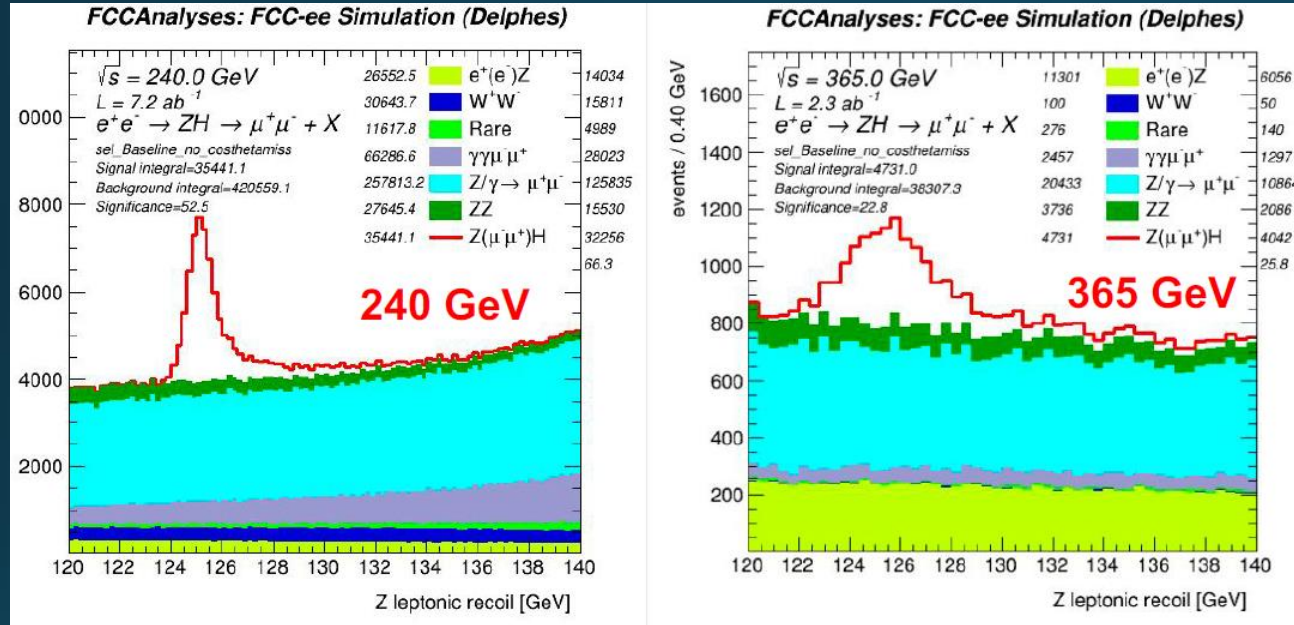 FCCAnalyses: FCC-ee Simulation (Delphes)
√s = 240.0 GeV
L = 7.2 ab⁻¹
e⁺e⁻ → ZH → μ⁺μ⁻ + X
sel_Baseline_no_costhetamiss
Signal integral=35441.1
Background integral=420559.1
Significance=52.5
26552.5 e⁺(e⁻)Z 14034
30643.7 W⁺W⁻ 15811
11617.8 Rare 4989
66286.6 γγμ⁻μ⁺ 28023
257813.2 Z/γ→ μ⁺μ⁻ 125835
27645.4 ZZ 15530
35441.1 Z(μ⁻μ⁺)H 32256
66.3
240 GeV
0000
8000
6000
4000
2000
120 122 124 126 128 130 132 134 136 138 140
Z leptonic recoil [GeV]
FCCAnalyses: FCC-ee Simulation (Delphes)
events / 0.40 GeV
√s = 365.0 GeV
L = 2.3 ab⁻¹
e⁺e⁻ → ZH → μ⁺μ⁻ + X
sel_Baseline_no_costhetamiss
Signal integral=4731.0
Background integral=38307.3
Significance=22.8
11301 e⁺(e⁻)Z 6056
100 W⁺W⁻ 50
276 Rare 140
2457 γγμ⁻μ⁺ 1297
20433 Z/γ→ μ⁺μ⁻ 10864
3736 ZZ 2086
4731 Z(μ⁻μ⁺)H 4042
25.8
365 GeV
1600
1400
1200
1000
800
600
400
200
120 122 124 126 128 130 132 134 136 138 140
Z leptonic recoil [GeV]